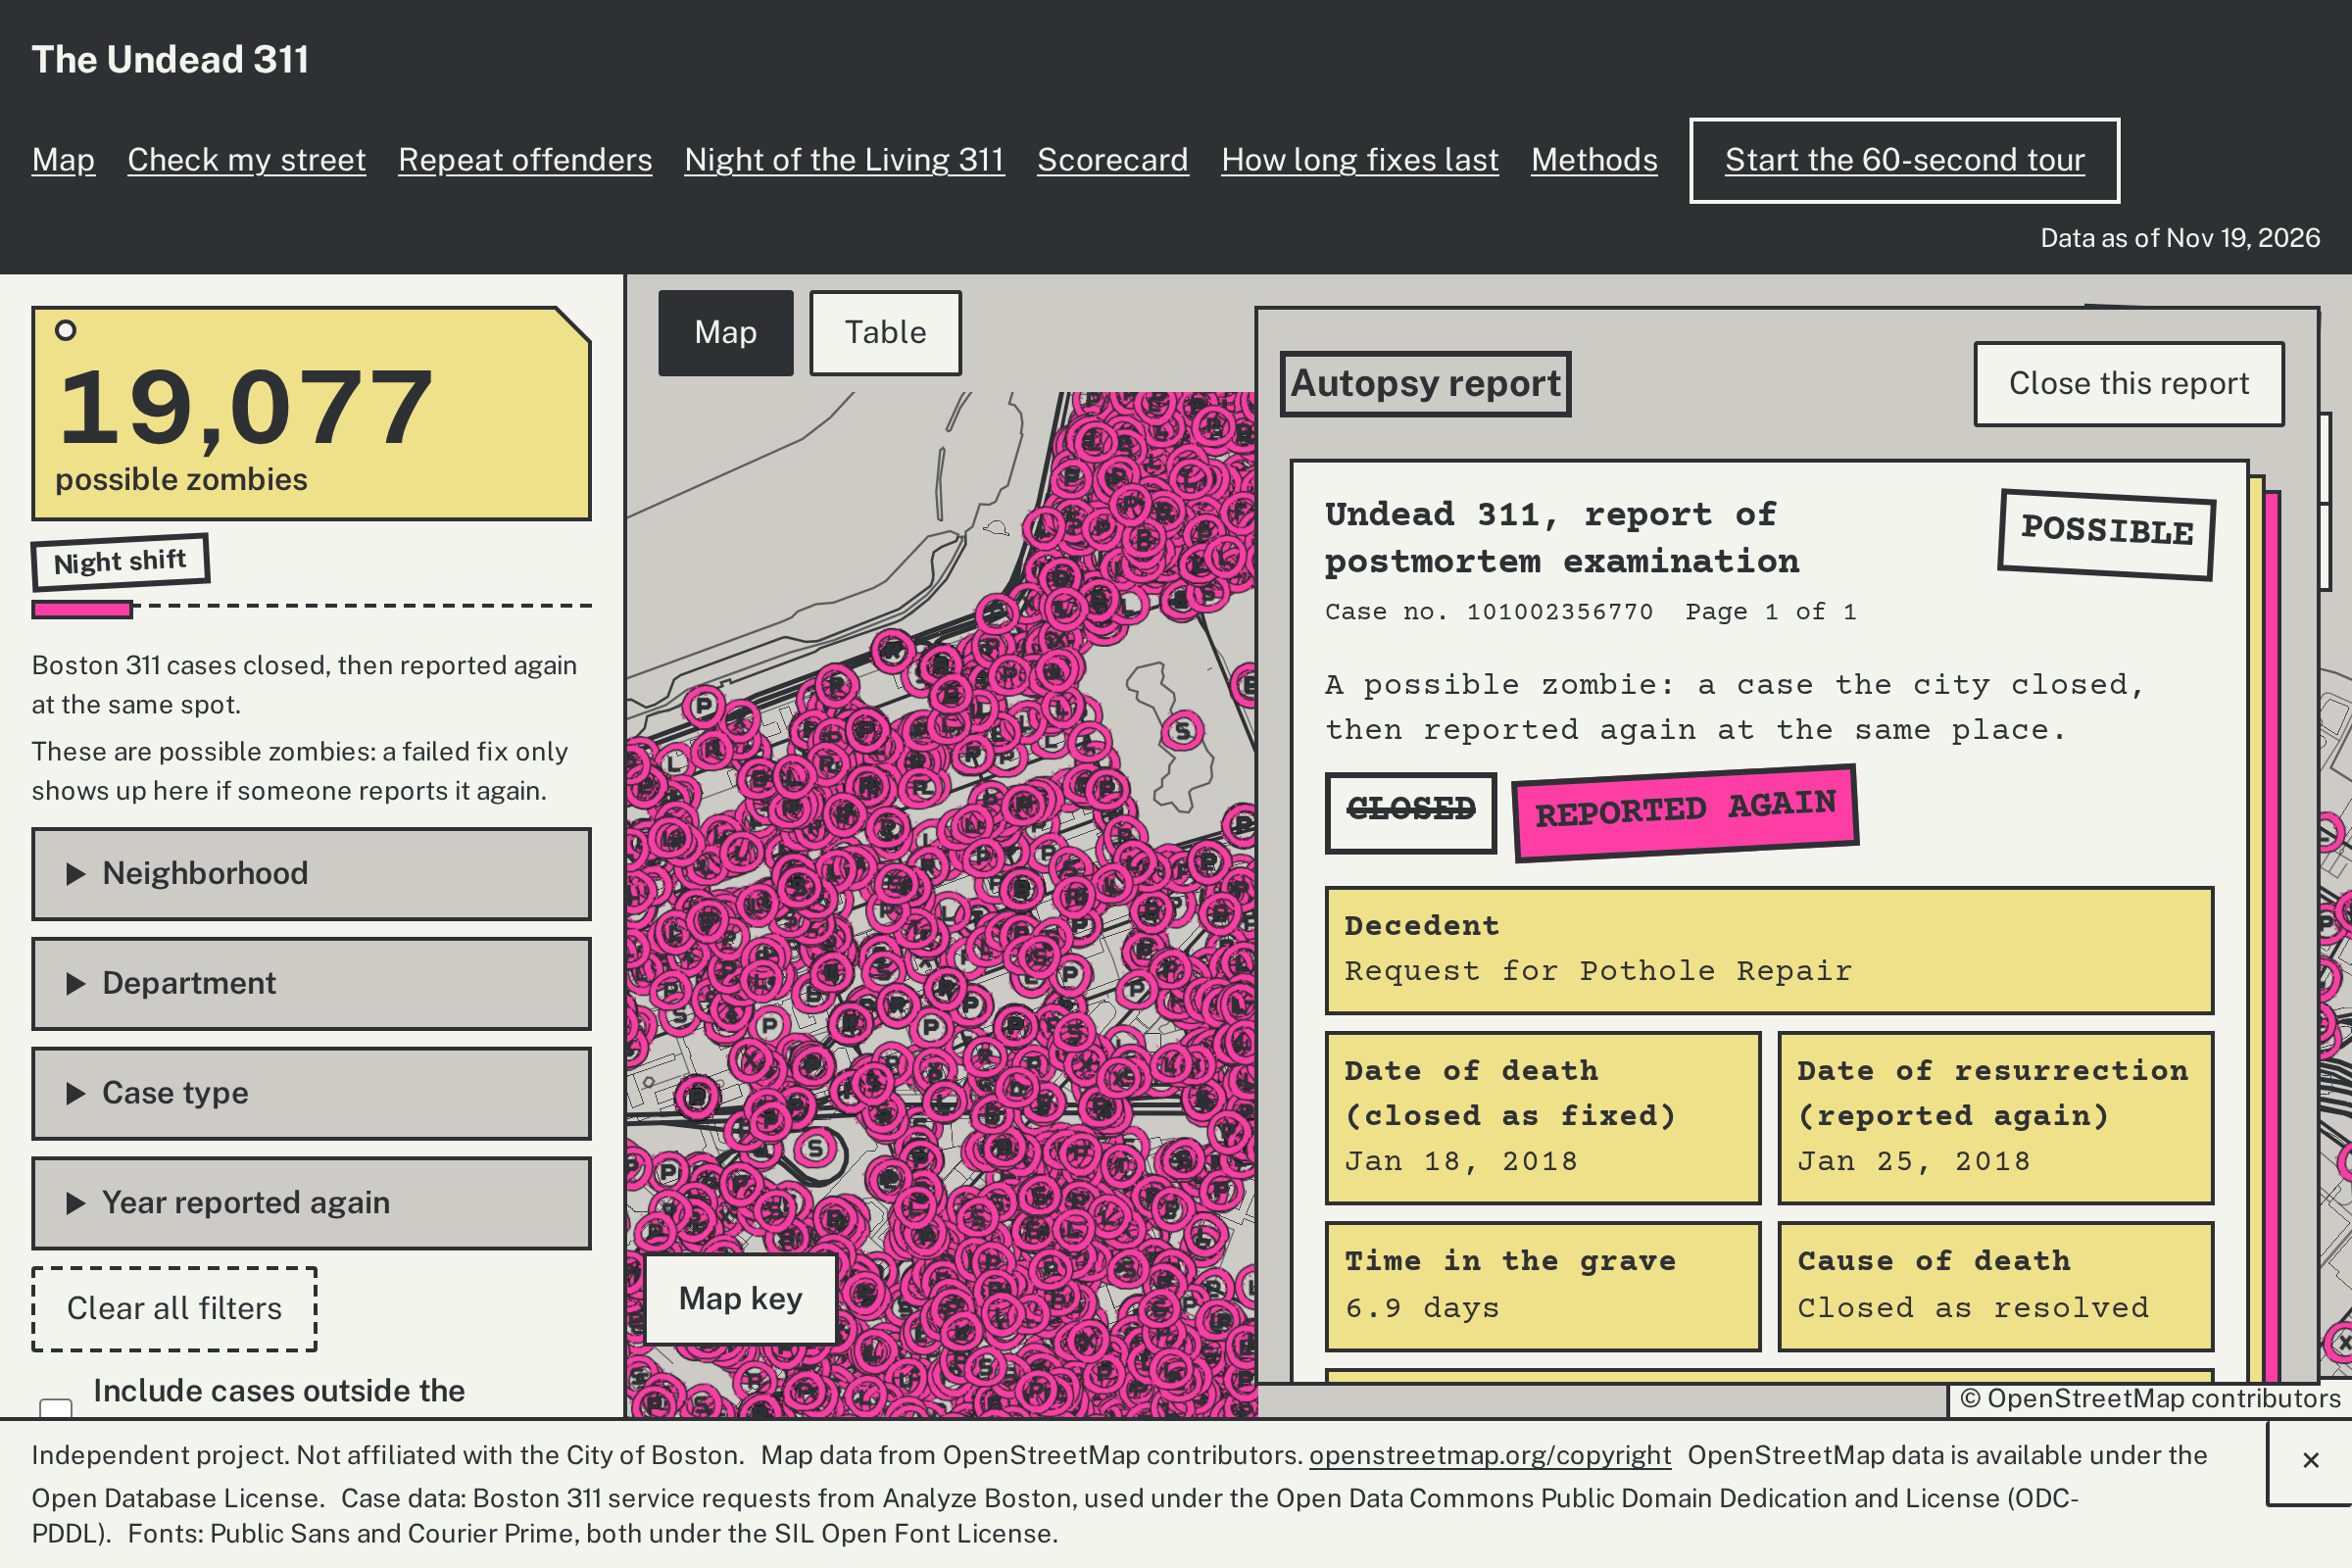 The Undead 311
Map Check my street Repeat offenders Night of the Living 311 Scorecard How long fixes last Methods Start the 60-second tour
Data as of Nov 19, 2026
19,077
possible zombies
Night shift
Boston 311 cases closed, then reported again
at the same spot.
These are possible zombies: a failed fix only
shows up here if someone reports it again.
Neighborhood
Department
Case type
Year reported again
Clear all filters
Include cases outside the
Map Table
Map key
Autopsy report
Close this report
Undead 311, report of
postmortem examination
POSSIBLE
Case no. 101002356770 Page 1 of 1
A possible zombie: a case the city closed,
then reported again at the same place.
CLOSED REPORTED AGAIN
Decedent
Request for Pothole Repair
Date of death
(closed as fixed)
Jan 18, 2018
Date of resurrection
(reported again)
Jan 25, 2018
Time in the grave
6.9 days
Cause of death
Closed as resolved
© OpenStreetMap contributors
Independent project. Not affiliated with the City of Boston. Map data from OpenStreetMap contributors. openstreetmap.org/copyright OpenStreetMap data is available under the
Open Database License. Case data: Boston 311 service requests from Analyze Boston, used under the Open Data Commons Public Domain Dedication and License (ODC-
PDDL). Fonts: Public Sans and Courier Prime, both under the SIL Open Font License.
×